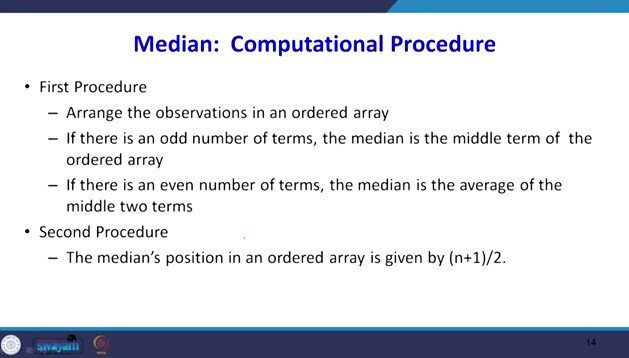 Median: Computational Procedure
• First Procedure
– Arrange the observations in an ordered array
– If there is an odd number of terms, the median is the middle term of the
ordered array
– If there is an even number of terms, the median is the average of the
middle two terms
• Second Procedure
– The median's position in an ordered array is given by (n+1)/2.
swayam
14